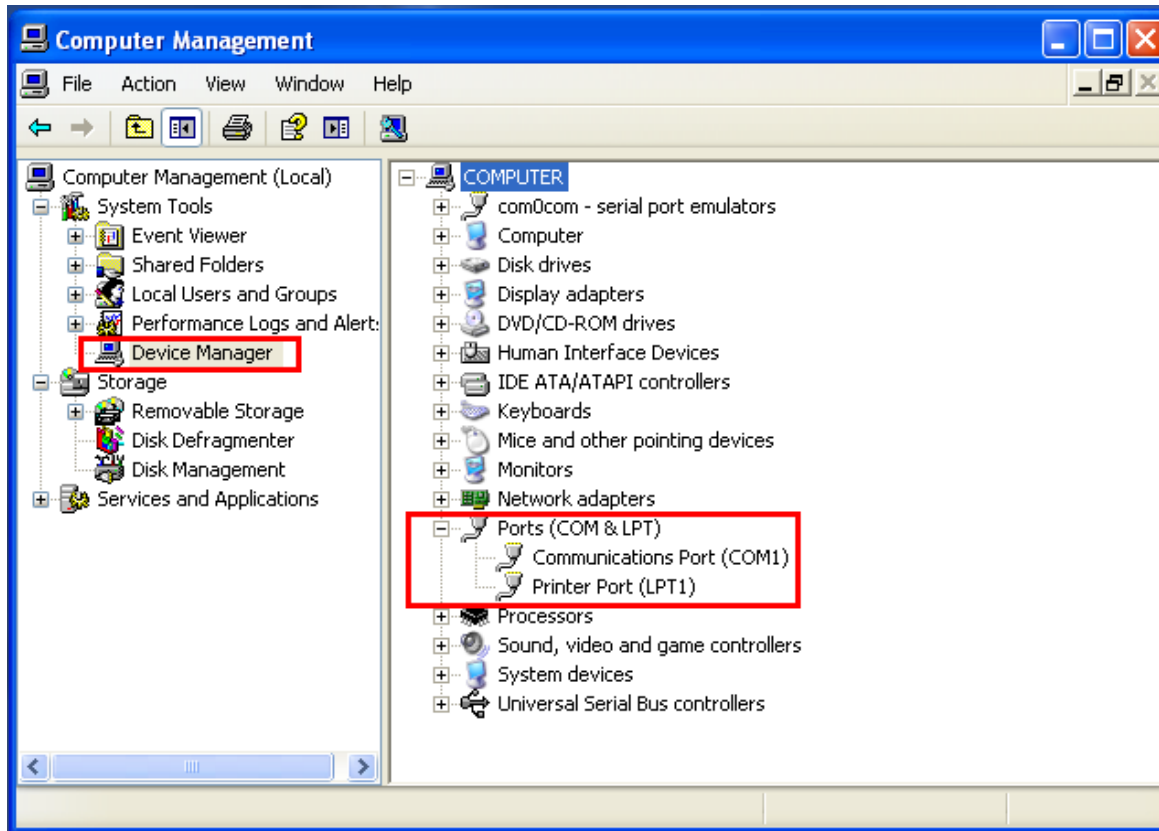 Computer Management
File Action View Window Help
Computer Management (Local)
System Tools
Event Viewer
Shared Folders
Local Users and Groups
Performance Logs and Alert:
Device Manager
Storage
Removable Storage
Disk Defragmenter
Disk Management
Services and Applications
COMPUTER
com0com - serial port emulators
Computer
Disk drives
Display adapters
DVD/CD-ROM drives
Human Interface Devices
IDE ATA/ATAPI controllers
Keyboards
Mice and other pointing devices
Monitors
Network adapters
Ports (COM & LPT)
Communications Port (COM1)
Printer Port (LPT1)
Processors
Sound, video and game controllers
System devices
Universal Serial Bus controllers